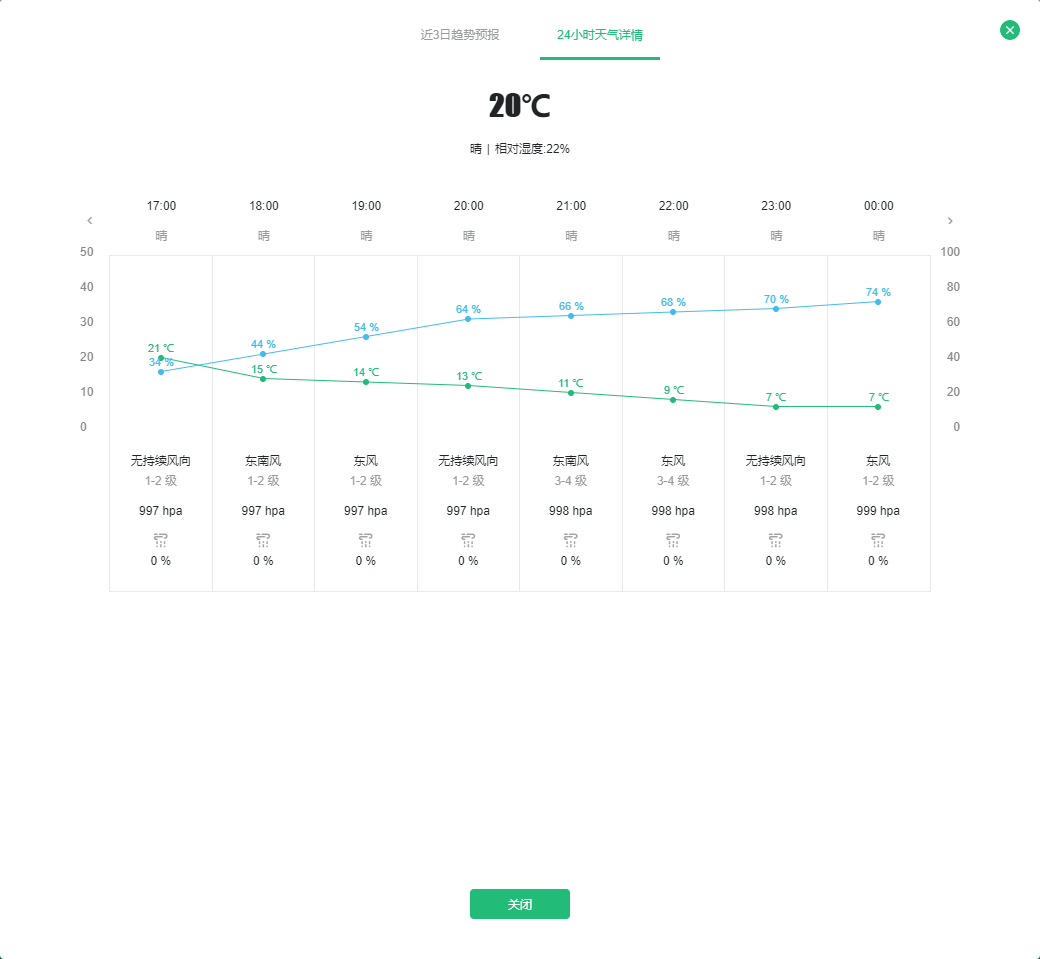 近3日趋势预报 24小时天气详情
20℃
晴 | 相对湿度:22%
17:00 18:00 19:00 20:00 21:00 22:00 23:00 00:00
晴 晴 晴 晴 晴 晴 晴 晴
50 100
40 80
74 %
70 %
68 %
66 %
64 %
30 60
54 %
44 %
21 ℃
20 40
34 %
15 ℃ 14 ℃ 13 ℃ 11 ℃ 9 ℃ 7 ℃ 7 ℃
10 20
0 0
无持续风向 东南风 东风 无持续风向 东南风 东风 无持续风向 东风
1-2 级 1-2 级 1-2 级 1-2 级 3-4 级 3-4 级 1-2 级 1-2 级
997 hpa 997 hpa 997 hpa 997 hpa 998 hpa 998 hpa 998 hpa 999 hpa
0 % 0 % 0 % 0 % 0 % 0 % 0 % 0 %
关闭